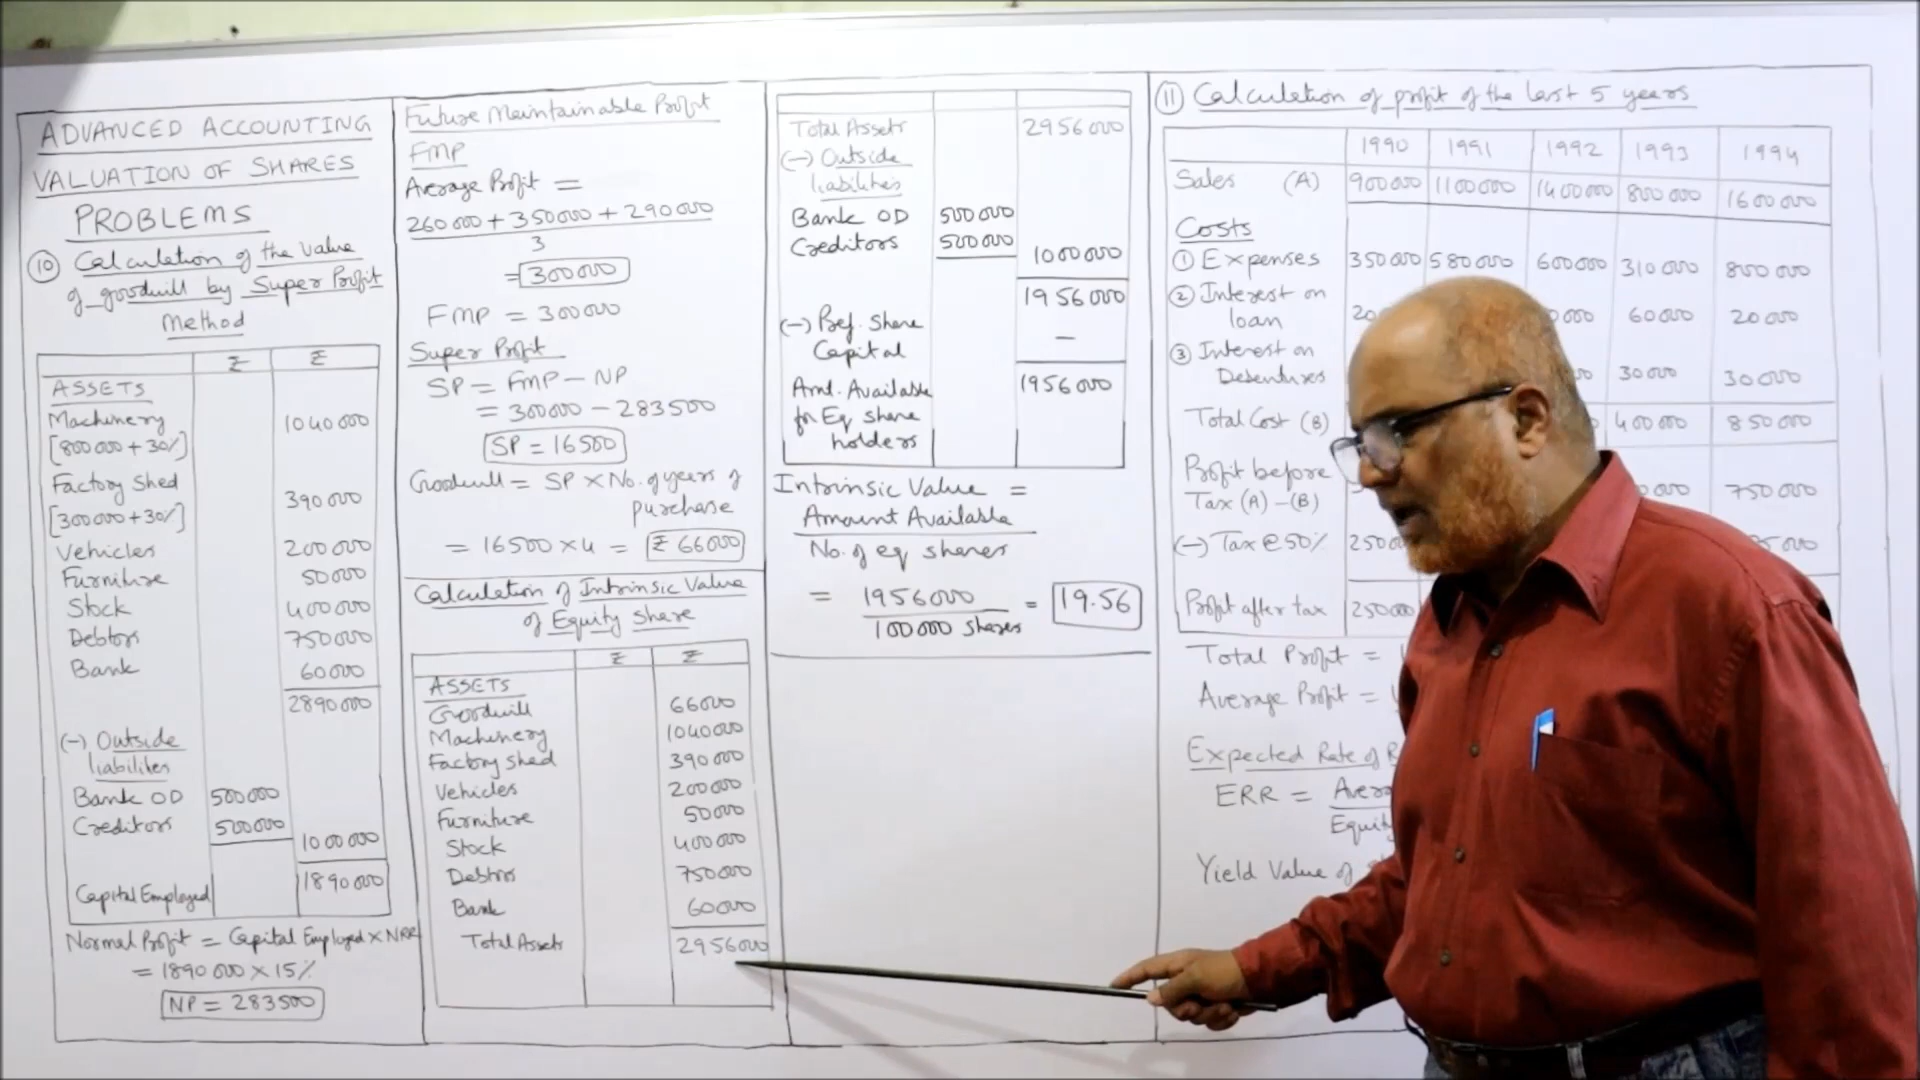 ADVANCED ACCOUNTING
VALUATION OF SHARES
PROBLEMS
⑩ Calculation of the value
of goodwill by Super Profit
Method
₹ ₹
ASSETS
Machinery 1040000
[800000 + 30%]
Factory Shed 390000
[300000 + 30%]
Vehicles 200000
Furniture 50000
Stock 400000
Debtors 750000
Bank 60000
2890000
(-) Outside
liabilities
Bank OD 500000
Creditors 500000 1000000
Capital Employed 1890000
Normal Profit = Capital Employed × NRR
= 1890000 × 15%
NP = 283500
Future Maintainable Profit
FMP
Average Profit =
260000 + 350000 + 290000
3
= 300000
FMP = 300000
Super Profit
SP = FMP - NP
= 300000 - 283500
SP = 16500
Goodwill = SP × No. of years of
purchase
= 16500 × 4 = ₹ 66000
Calculation of Intrinsic Value
of Equity Share
₹ ₹
ASSETS
Goodwill 66000
Machinery 1040000
Factory Shed 390000
Vehicles 200000
Furniture 50000
Stock 400000
Debtors 750000
Bank 60000
Total Assets 2956000
Total Assets 2956000
(-) Outside
liabilities
Bank OD 500000
Creditors 500000 1000000
1956000
(-) Pref. Share
Capital -
Amt. Available 1956000
for Eq share
holders
Intrinsic Value =
Amount Available
No. of eq shares
= 1956000 = 19.56
100000 shares
⑪ Calculation of profit of the last 5 years
1990 1991 1992 1993 1994
Sales (A) 900000 1100000 1400000 800000 1600000
Costs
① Expenses 350000 580000 600000 310000 800000
② Interest on
loan 60000 20000
③ Interest on
Debentures 30000 30000
Total Cost (B) 400000 850000
Profit before
Tax (A) - (B) 750000
(-) Tax @ 50%
Profit after tax
Total Profit =
Average Profit =
Expected Rate of
ERR =
Yield Value of